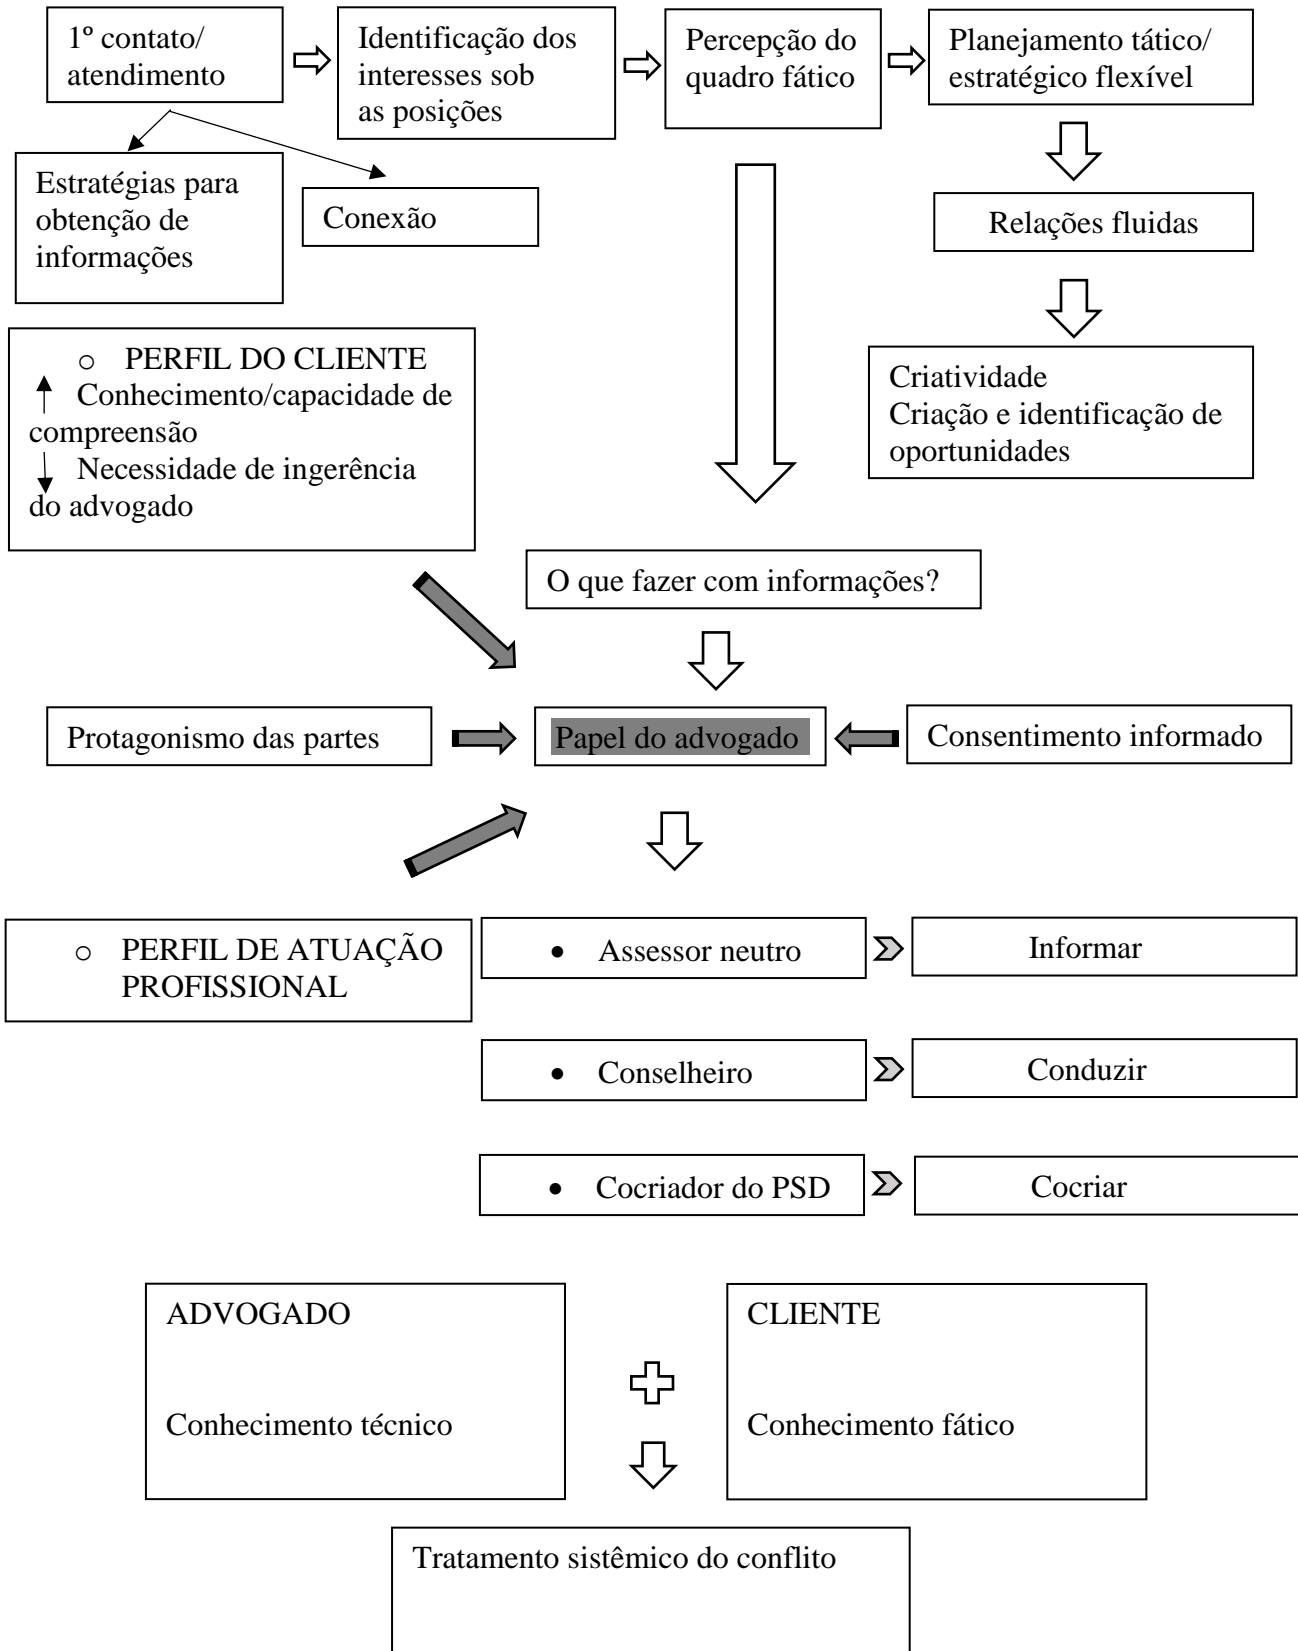 1º contato/
atendimento
Identificação dos
interesses sob
as posições
Percepção do
quadro fático
Planejamento tático/
estratégico flexível
Estratégias para
obtenção de
informações
Conexão
Relações fluidas
○ PERFIL DO CLIENTE
Conhecimento/capacidade de
compreensão
Necessidade de ingerência
do advogado
Criatividade
Criação e identificação de
oportunidades
O que fazer com informações?
Protagonismo das partes
Papel do advogado
Consentimento informado
○ PERFIL DE ATUAÇÃO
PROFISSIONAL
• Assessor neutro
Informar
• Conselheiro
Conduzir
• Cocriador do PSD
Cocriar
ADVOGADO
Conhecimento técnico
CLIENTE
Conhecimento fático
Tratamento sistêmico do conflito